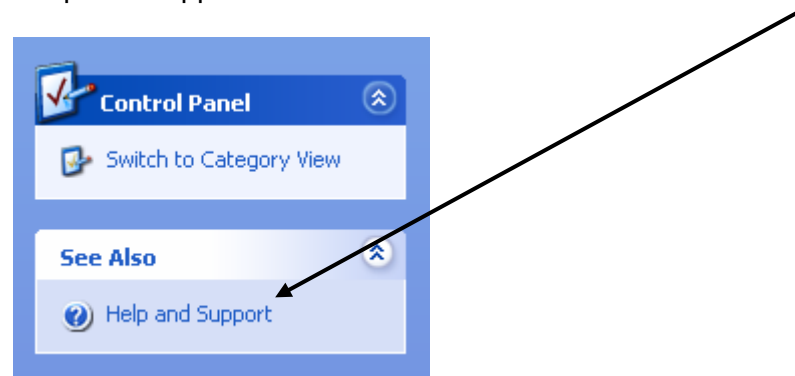 Control Panel
Switch to Category View
See Also
Help and Support